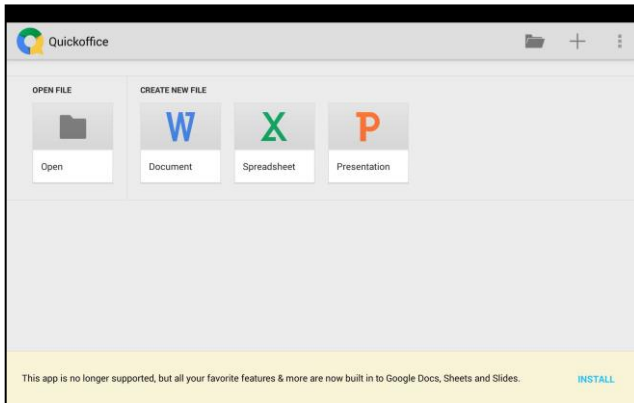 Quickoffice
OPEN FILE
CREATE NEW FILE
W
X
P
Open
Document
Spreadsheet
Presentation
This app is no longer supported, but all your favorite features & more are now built in to Google Docs, Sheets and Slides.
INSTALL